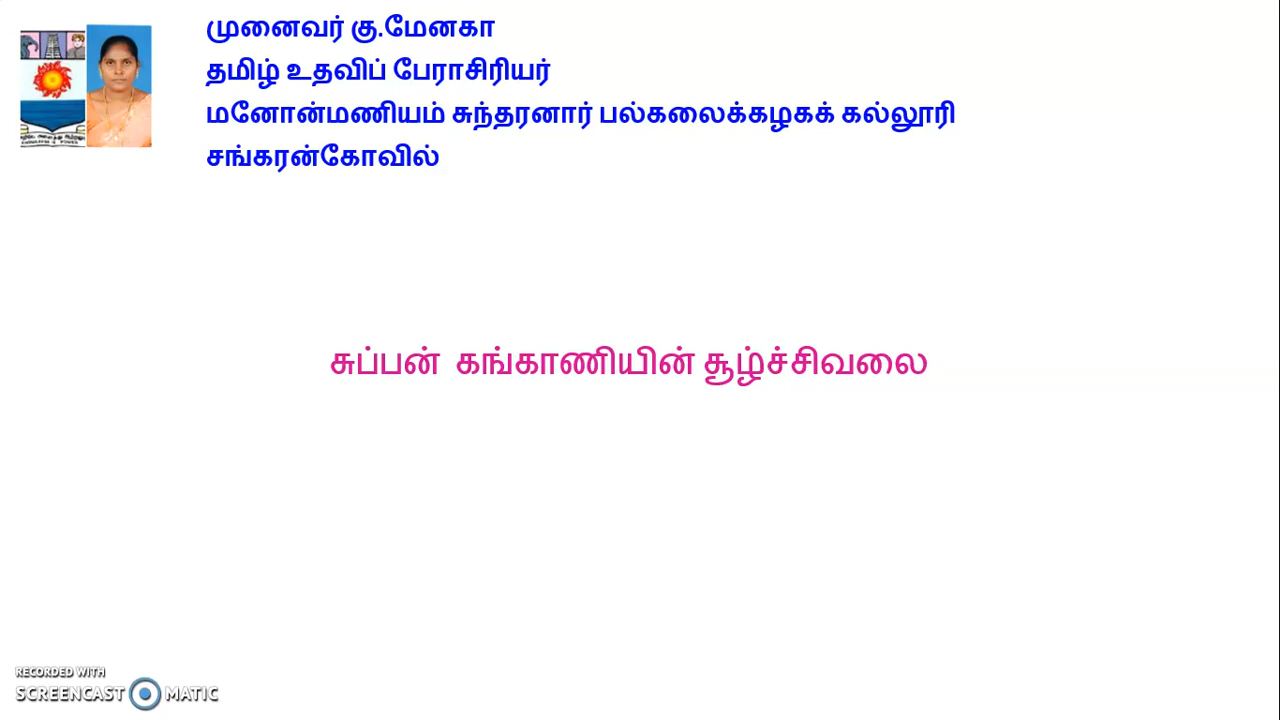 முனைவர் கு.மேனகா
தமிழ் உதவிப் பேராசிரியர்
மனோன்மணியம் சுந்தரனார் பல்கலைக்கழகக் கல்லூரி
சங்கரன்கோவில்
சுப்பன் கங்காணியின் சூழ்ச்சிவலை
RECORDED WITH
SCREENCAST MATIC